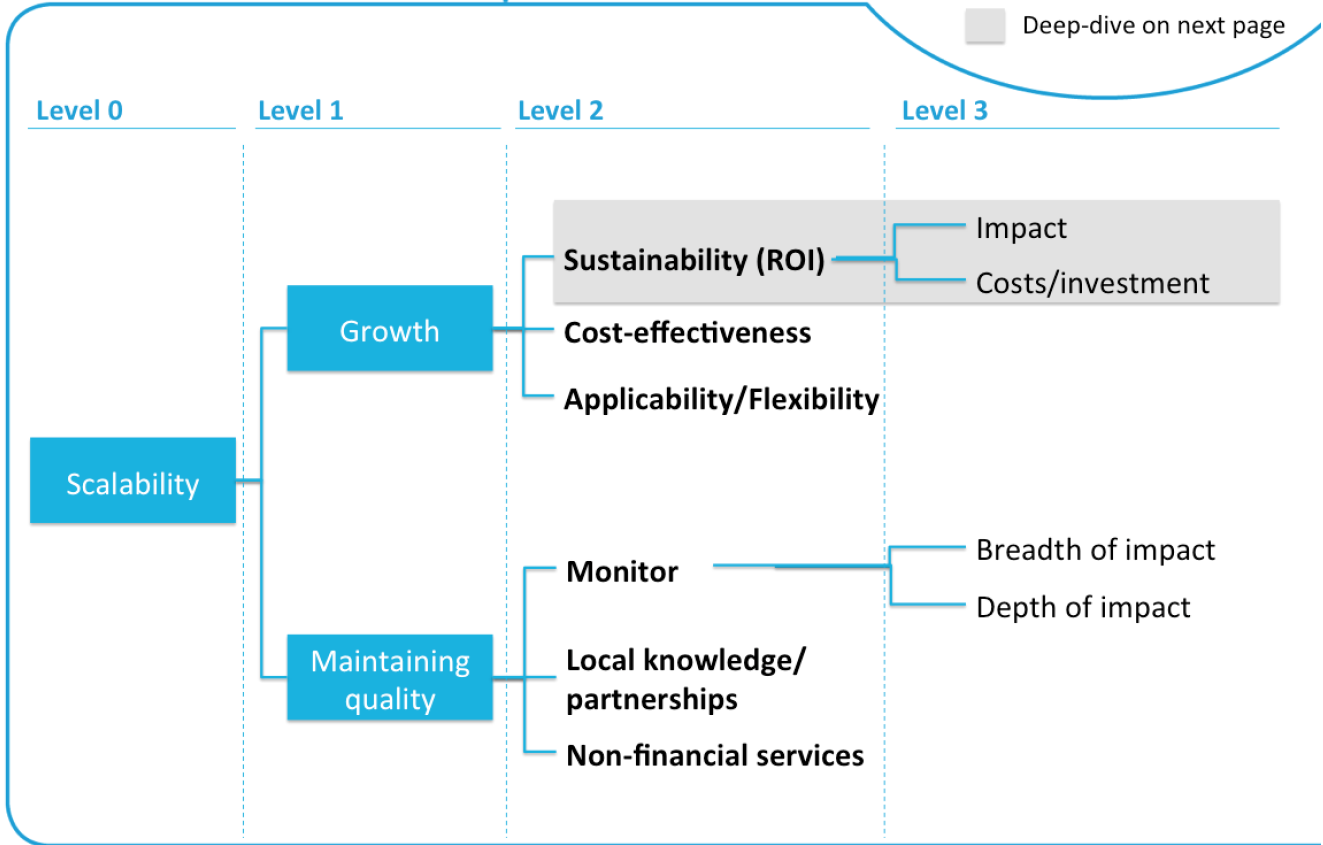 Deep-dive on next page
Level 0
Level 1
Level 2
Level 3
Scalability
Growth
Sustainability (ROI)
Impact
Costs/investment
Cost-effectiveness
Applicability/Flexibility
Maintaining
quality
Monitor
Breadth of impact
Depth of impact
Local knowledge/
partnerships
Non-financial services